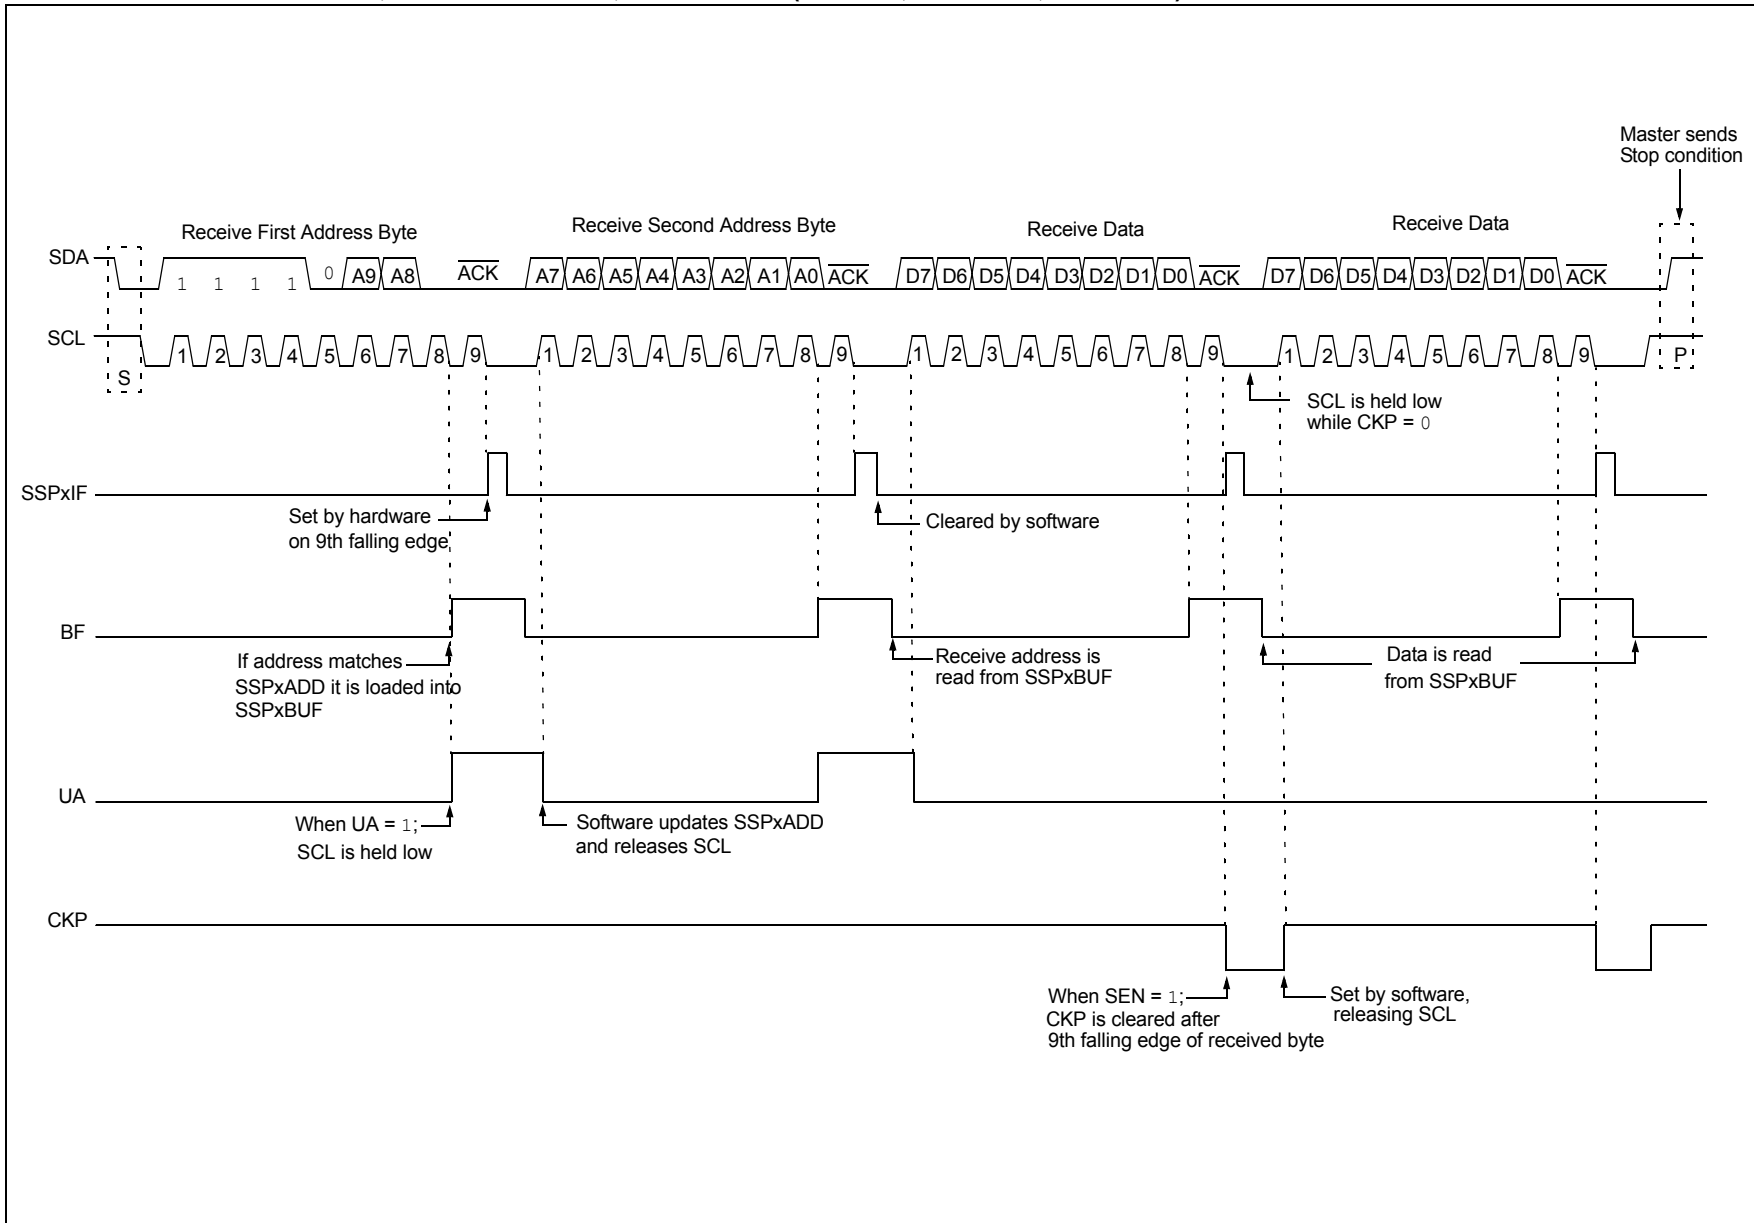 Master sends
Stop condition
Receive First Address Byte
Receive Second Address Byte
Receive Data
Receive Data
SDA
1 1 1 1 0 A9 A8 ACK A7 A6 A5 A4 A3 A2 A1 A0 ACK D7 D6 D5 D4 D3 D2 D1 D0 ACK D7 D6 D5 D4 D3 D2 D1 D0 ACK
SCL
S
1 2 3 4 5 6 7 8 9 1 2 3 4 5 6 7 8 9 1 2 3 4 5 6 7 8 9 1 2 3 4 5 6 7 8 9
P
SCL is held low
while CKP = 0
SSPxIF
Set by hardware
on 9th falling edge
Cleared by software
BF
If address matches
SSPxADD it is loaded into
SSPxBUF
Receive address is
read from SSPxBUF
Data is read
from SSPxBUF
UA
When UA = 1;
SCL is held low
Software updates SSPxADD
and releases SCL
CKP
When SEN = 1;
CKP is cleared after
9th falling edge of received byte
Set by software,
releasing SCL